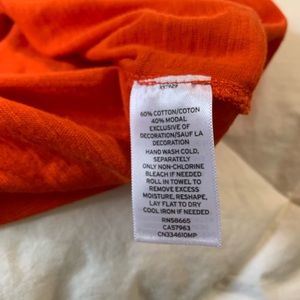 60% COTTON/COTON
40% MODAL
EXCLUSIVE OF
DECORATION/SAUF LA
DECORATION
HAND WASH COLD,
SEPARATELY
ONLY NON-CHLORINE
BLEACH IF NEEDED
ROLL IN TOWEL TO
REMOVE EXCESS
MOISTURE, RESHAPE,
LAY FLAT TO DRY
COOL IRON IF NEEDED
RN58665
CA57963
CN334610MP